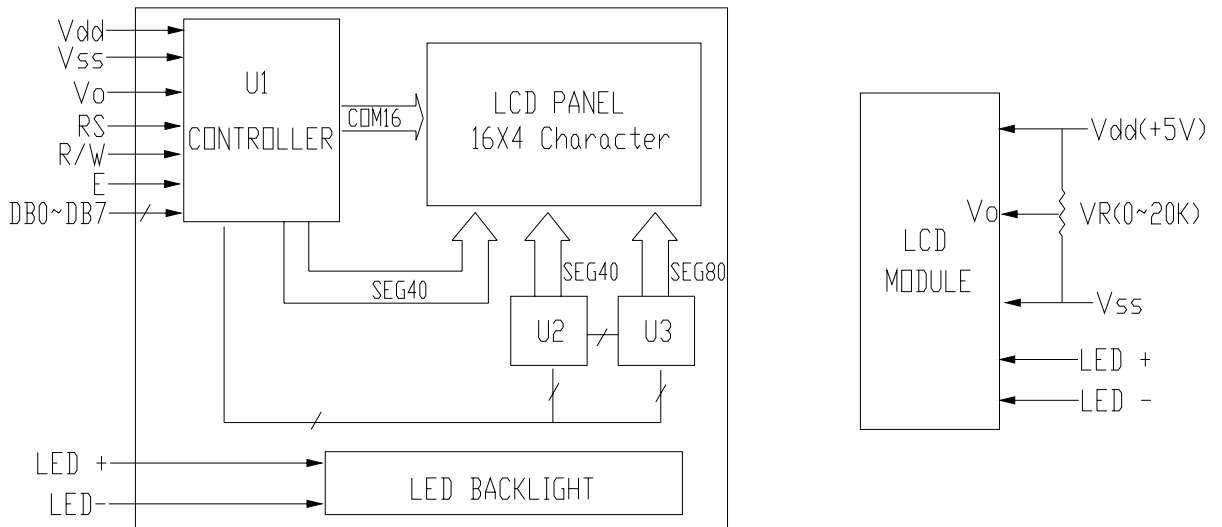 Vdd
Vss
Vo
RS
R/W
E
DB0~DB7
U1
CONTROLLER
COM16
LCD PANEL
16X4 Character
SEG40
SEG40
SEG80
U2
U3
LED +
LED-
LED BACKLIGHT
LCD
MODULE
Vdd(+5V)
Vo
VR(0~20K)
Vss
LED +
LED -